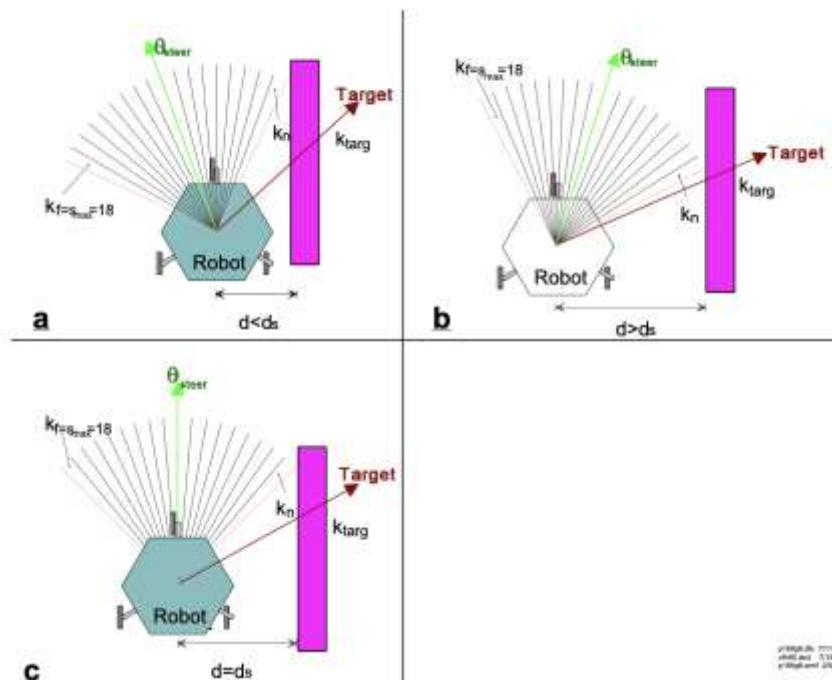 θsteer
Target
kn
ktarg
kf=smax=18
Robot
d<ds
a
kf=smax=18
θsteer
Target
ktarg
kn
Robot
d>ds
b
θsteer
kf=smax=18
Target
kn
ktarg
Robot
d=ds
c